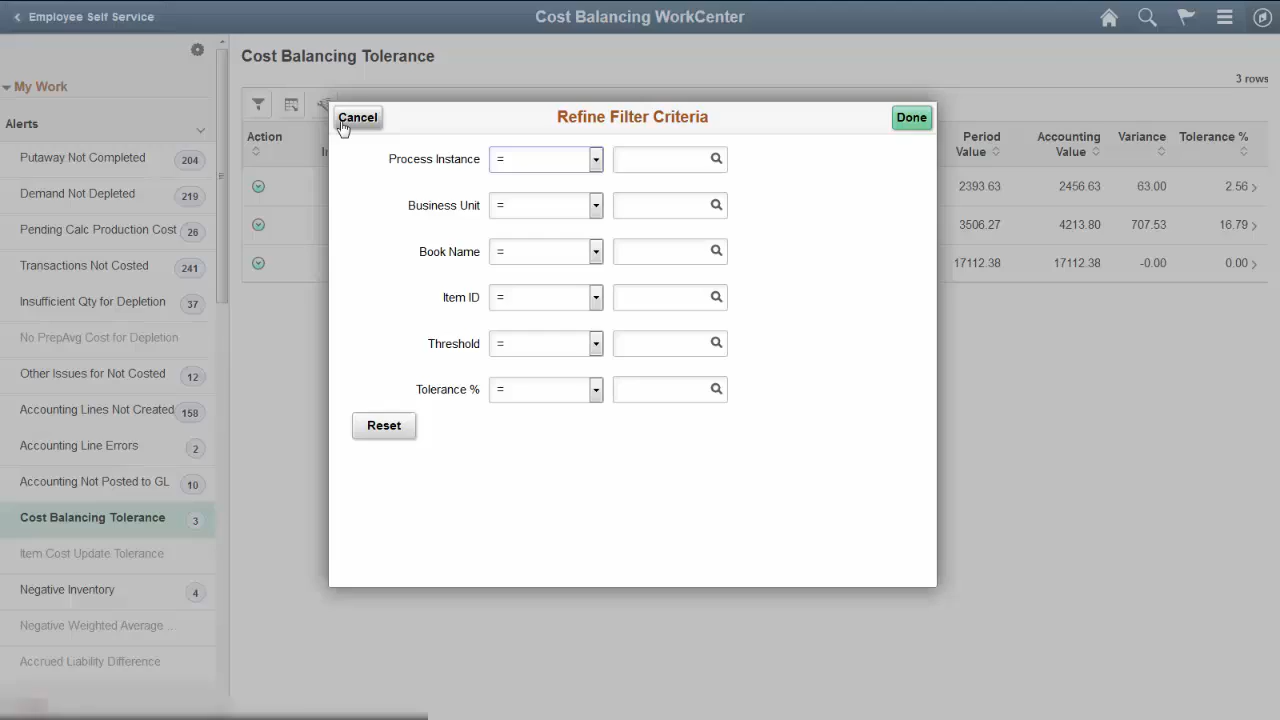 Employee Self Service
Cost Balancing WorkCenter
My Work
Alerts
Putaway Not Completed 204
Demand Not Depleted 219
Pending Calc Production Cost 26
Transactions Not Costed 241
Insufficient Qty for Depletion 37
No PrepAvg Cost for Depletion
Other Issues for Not Costed 12
Accounting Lines Not Created 158
Accounting Line Errors 2
Accounting Not Posted to GL 10
Cost Balancing Tolerance 3
Item Cost Update Tolerance
Negative Inventory 4
Negative Weighted Average ...
Accrued Liability Difference
Cost Balancing Tolerance
3 rows
Action
Period Value
Accounting Value
Variance
Tolerance %
2393.63 2456.63 63.00 2.56
3506.27 4213.80 707.53 16.79
17112.38 17112.38 -0.00 0.00
Cancel
Refine Filter Criteria
Done
Process Instance =
Business Unit =
Book Name =
Item ID =
Threshold =
Tolerance % =
Reset